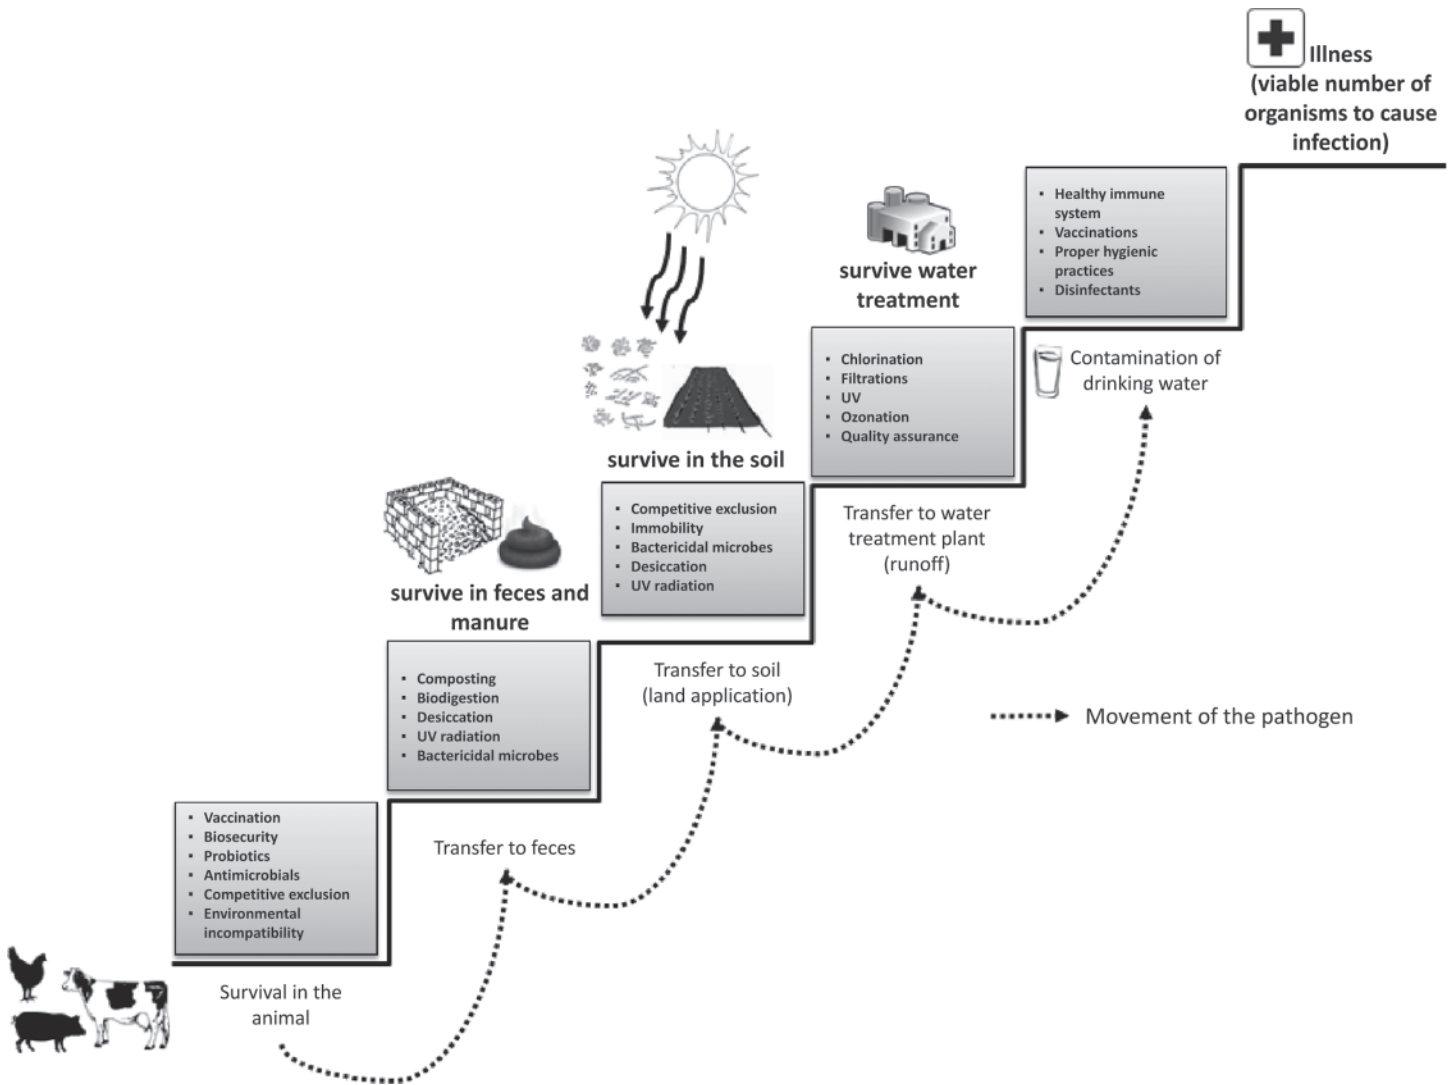 Illness
(viable number of
organisms to cause
infection)
▪ Healthy immune
system
▪ Vaccinations
▪ Proper hygienic
practices
▪ Disinfectants
survive water
treatment
▪ Chlorination
▪ Filtrations
▪ UV
▪ Ozonation
▪ Quality assurance
Contamination of
drinking water
survive in the soil
▪ Competitive exclusion
▪ Immobility
▪ Bactericidal microbes
▪ Desiccation
▪ UV radiation
Transfer to water
treatment plant
(runoff)
survive in feces and
manure
▪ Composting
▪ Biodigestion
▪ Desiccation
▪ UV radiation
▪ Bactericidal microbes
Transfer to soil
(land application)
Movement of the pathogen
▪ Vaccination
▪ Biosecurity
▪ Probiotics
▪ Antimicrobials
▪ Competitive exclusion
▪ Environmental
incompatibility
Transfer to feces
Survival in the
animal